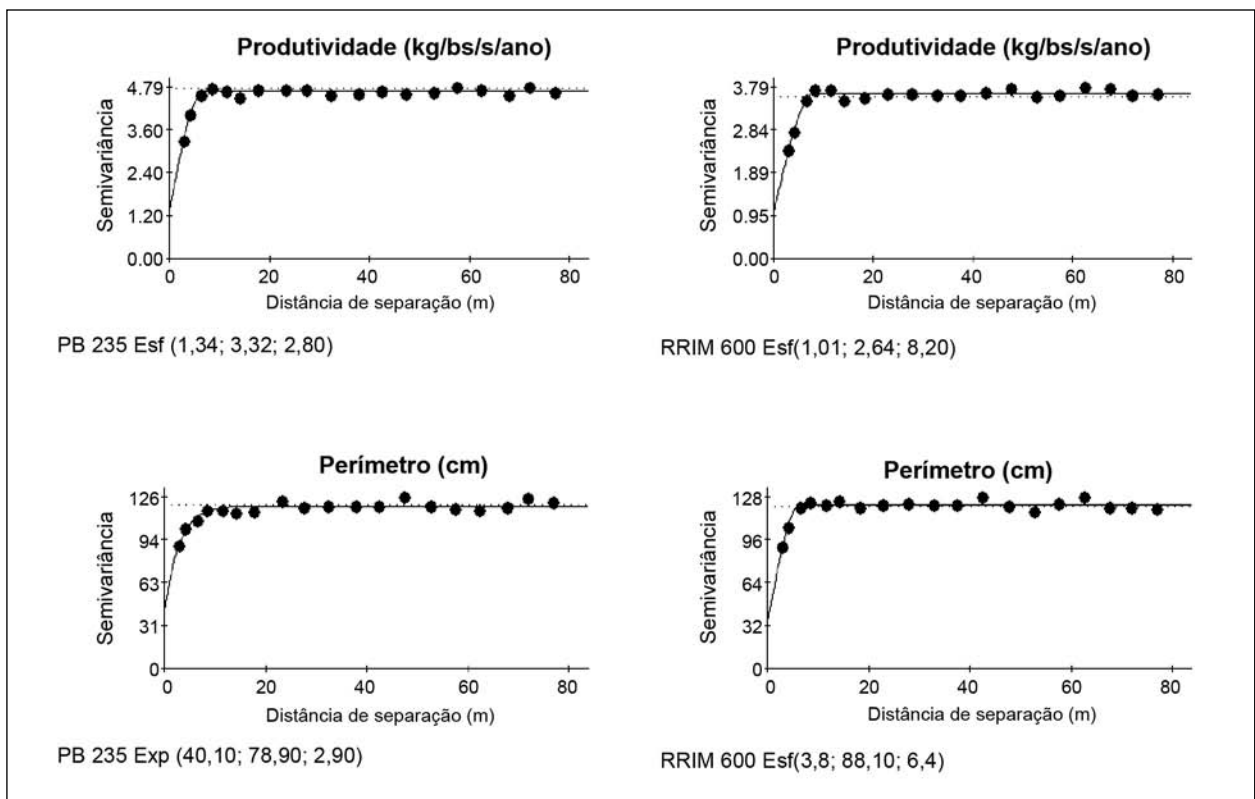 Produtividade (kg/bs/s/ano)
Semivariância
4.79
3.60
2.40
1.20
0.00
0 20 40 60 80
Distância de separação (m)
PB 235 Esf (1,34; 3,32; 2,80)
Produtividade (kg/bs/s/ano)
Semivariância
3.79
2.84
1.89
0.95
0.00
0 20 40 60 80
Distância de separação (m)
RRIM 600 Esf(1,01; 2,64; 8,20)
Perímetro (cm)
Semivariância
126
94
63
31
0
0 20 40 60 80
Distância de separação (m)
PB 235 Exp (40,10; 78,90; 2,90)
Perímetro (cm)
Semivariância
128
96
64
32
0
0 20 40 60 80
Distância de separação (m)
RRIM 600 Esf(3,8; 88,10; 6,4)